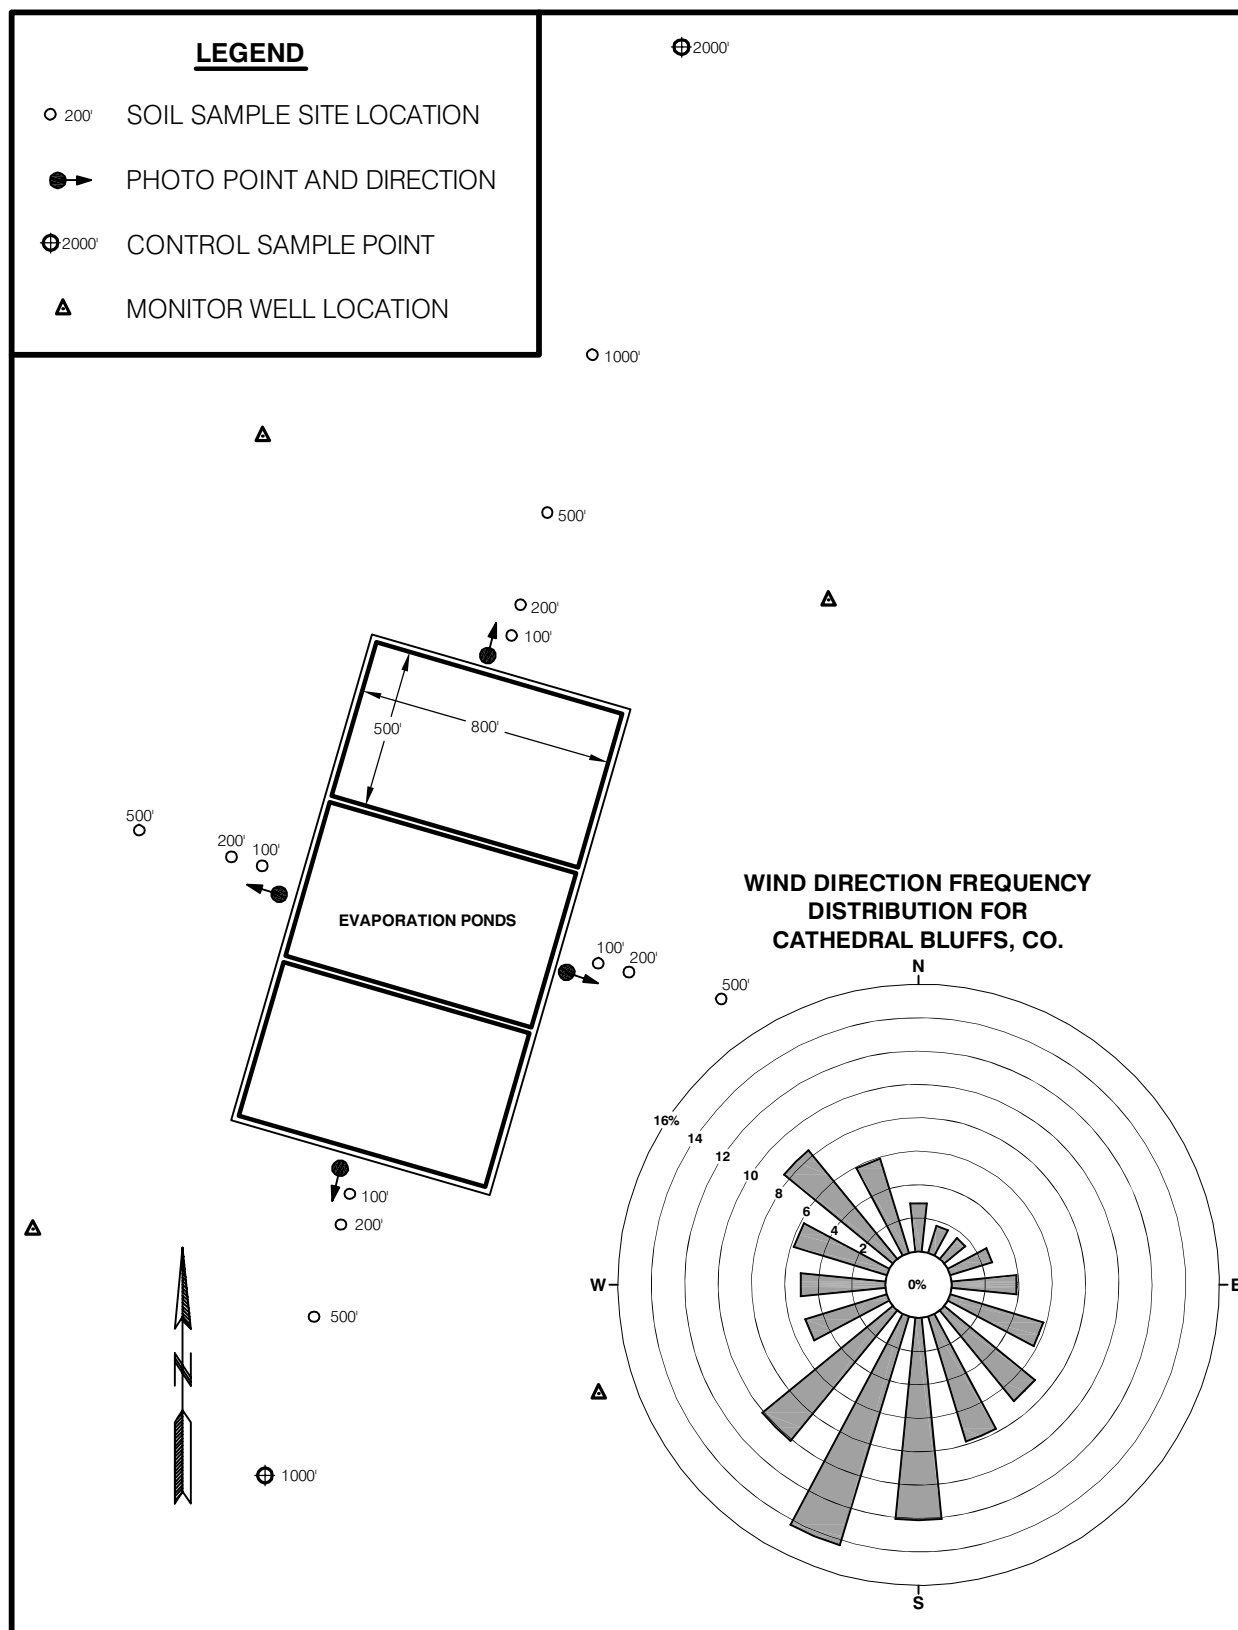 LEGEND
200' SOIL SAMPLE SITE LOCATION
PHOTO POINT AND DIRECTION
2000' CONTROL SAMPLE POINT
MONITOR WELL LOCATION
2000'
1000'
500'
200'
100'
500'
800'
500'
200'
100'
EVAPORATION PONDS
100'
200'
500'
100'
200'
500'
1000'
N
WIND DIRECTION FREQUENCY
DISTRIBUTION FOR
CATHEDRAL BLUFFS, CO.
N
16%
14
12
10
8
6
4
2
0%
W
E
S